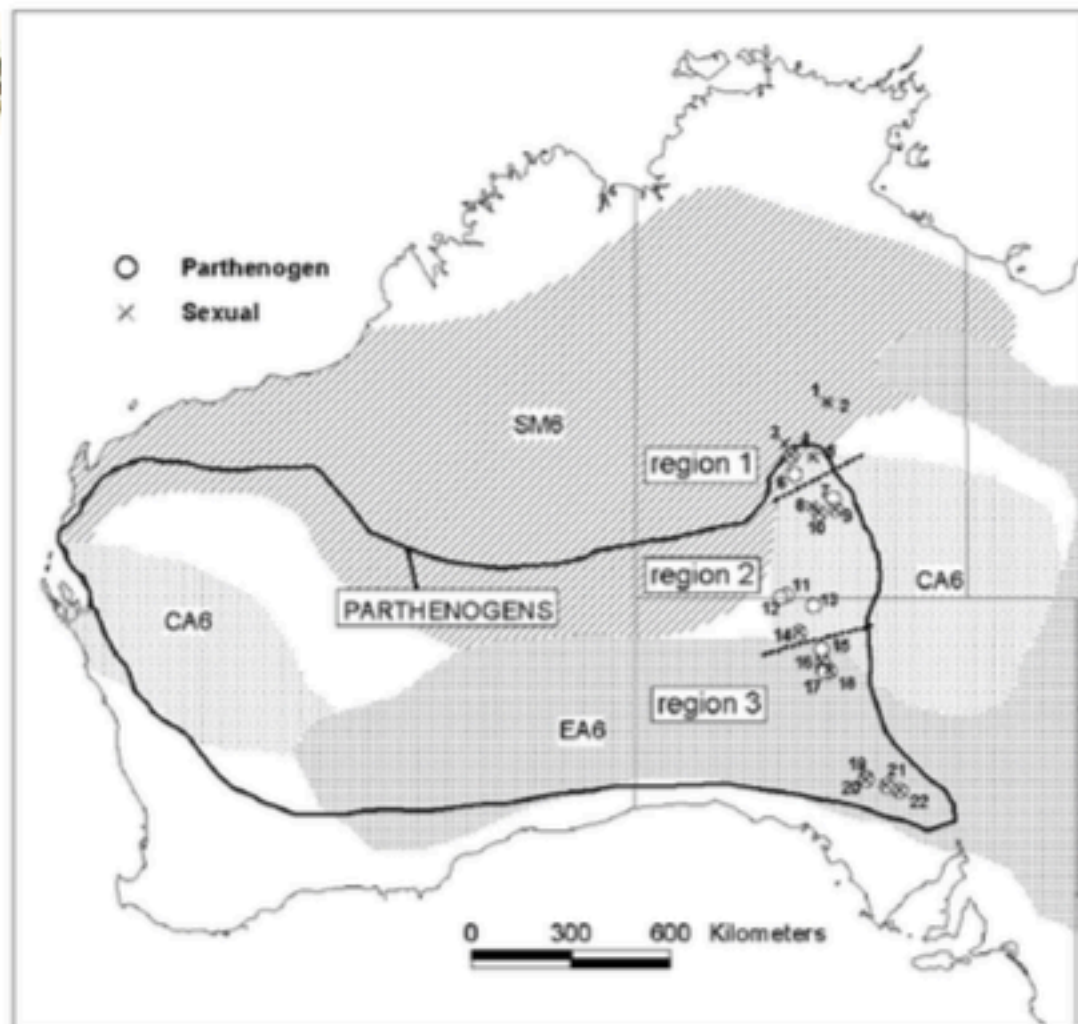 Parthenogen
Sexual
1 2
SM6
3 4 5
region 1
6
7
8 9
10
region 2
11
CA6
12 13
PARTHENOGENS
CA6
14
15
16
17 18
region 3
EA6
19 21
20 22
0 300 600 Kilometers